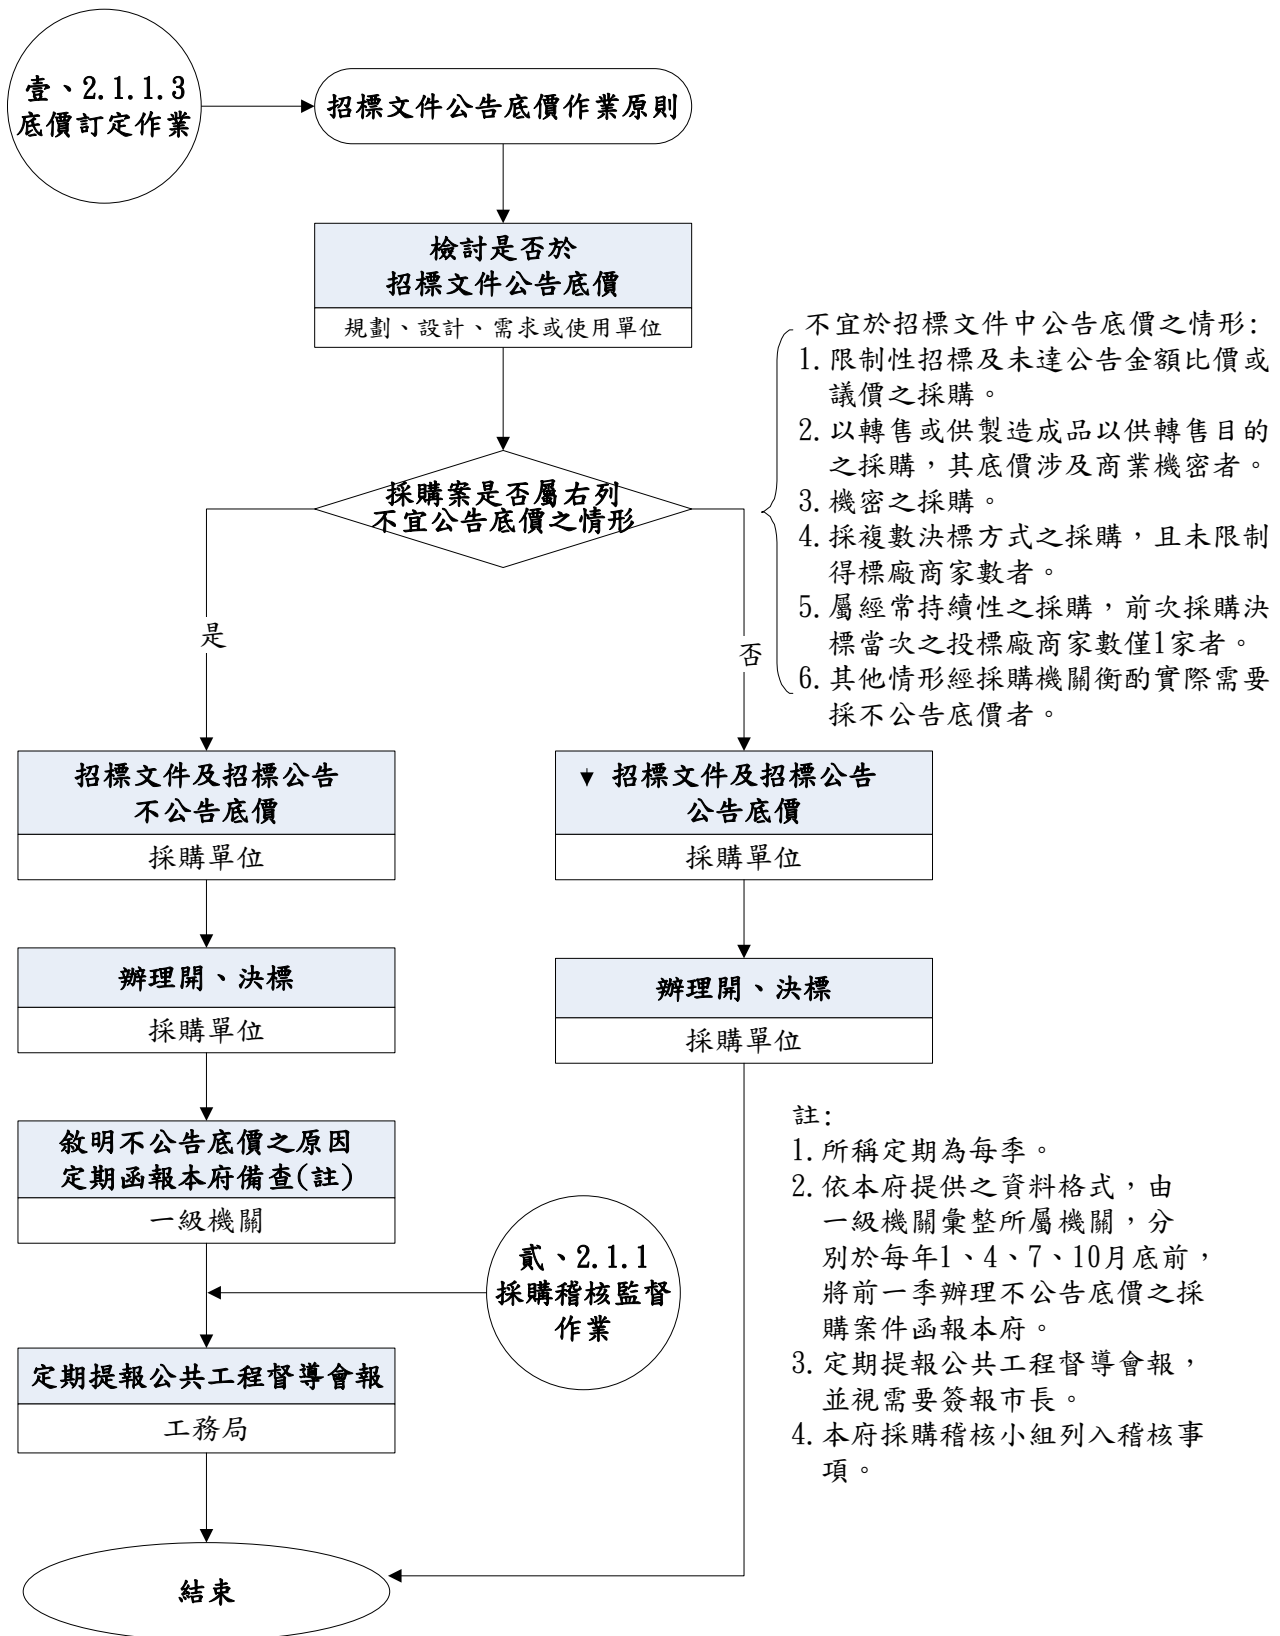 壹、2.1.1.3
底價訂定作業
招標文件公告底價作業原則
檢討是否於
招標文件公告底價
規劃、設計、需求或使用單位
不宜於招標文件中公告底價之情形:
1.限制性招標及未達公告金額比價或
議價之採購。
2.以轉售或供製造成品以供轉售目的
之採購，其底價涉及商業機密者。
3.機密之採購。
4.採複數決標方式之採購，且未限制
得標廠商家數者。
5.屬經常持續性之採購，前次採購決
標當次之投標廠商家數僅1家者。
6.其他情形經採購機關衡酌實際需要
採不公告底價者。
採購案是否屬右列
不宜公告底價之情形
是
否
招標文件及招標公告
不公告底價
採購單位
▼ 招標文件及招標公告
公告底價
採購單位
辦理開、決標
採購單位
辦理開、決標
採購單位
敘明不公告底價之原因
定期函報本府備查(註)
一級機關
貳、2.1.1
採購稽核監督
作業
定期提報公共工程督導會報
工務局
註:
1.所稱定期為每季。
2.依本府提供之資料格式，由
一級機關彙整所屬機關，分
別於每年1、4、7、10月底前，
將前一季辦理不公告底價之採
購案件函報本府。
3.定期提報公共工程督導會報，
並視需要簽報市長。
4.本府採購稽核小組列入稽核事
項。
結束